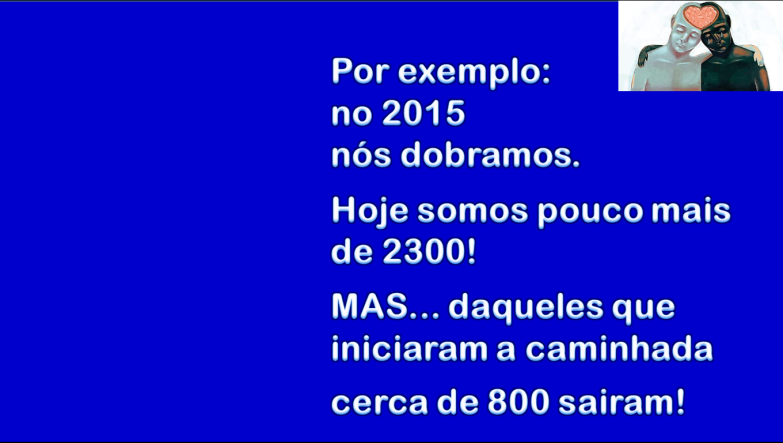 Por exemplo:
no 2015
nós dobramos.
Hoje somos pouco mais
de 2300!
MAS... daqueles que
iniciaram a caminhada
cerca de 800 sairam!